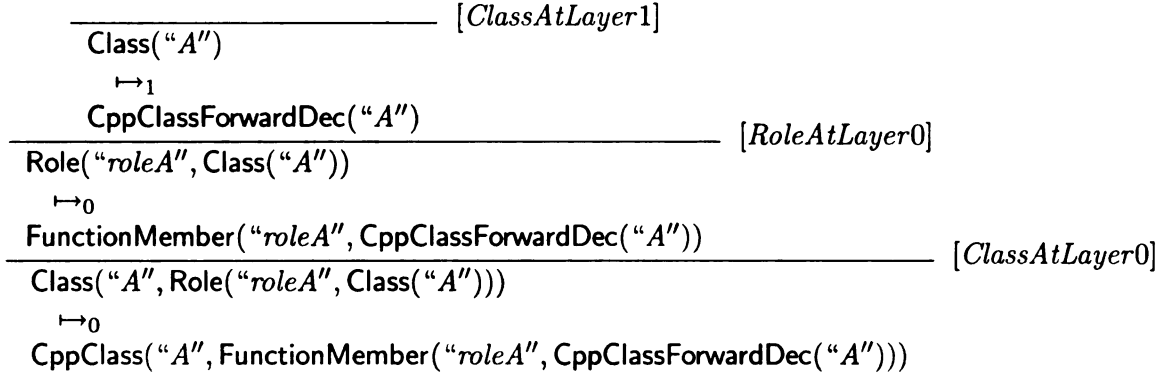 [ClassAtLayer1]
Class(“A″)
↦₁
CppClassForwardDec(“A″)
[RoleAtLayer0]
Role(“roleA″, Class(“A″))
↦₀
FunctionMember(“roleA″, CppClassForwardDec(“A″))
[ClassAtLayer0]
Class(“A″, Role(“roleA″, Class(“A″)))
↦₀
CppClass(“A″, FunctionMember(“roleA″, CppClassForwardDec(“A″)))